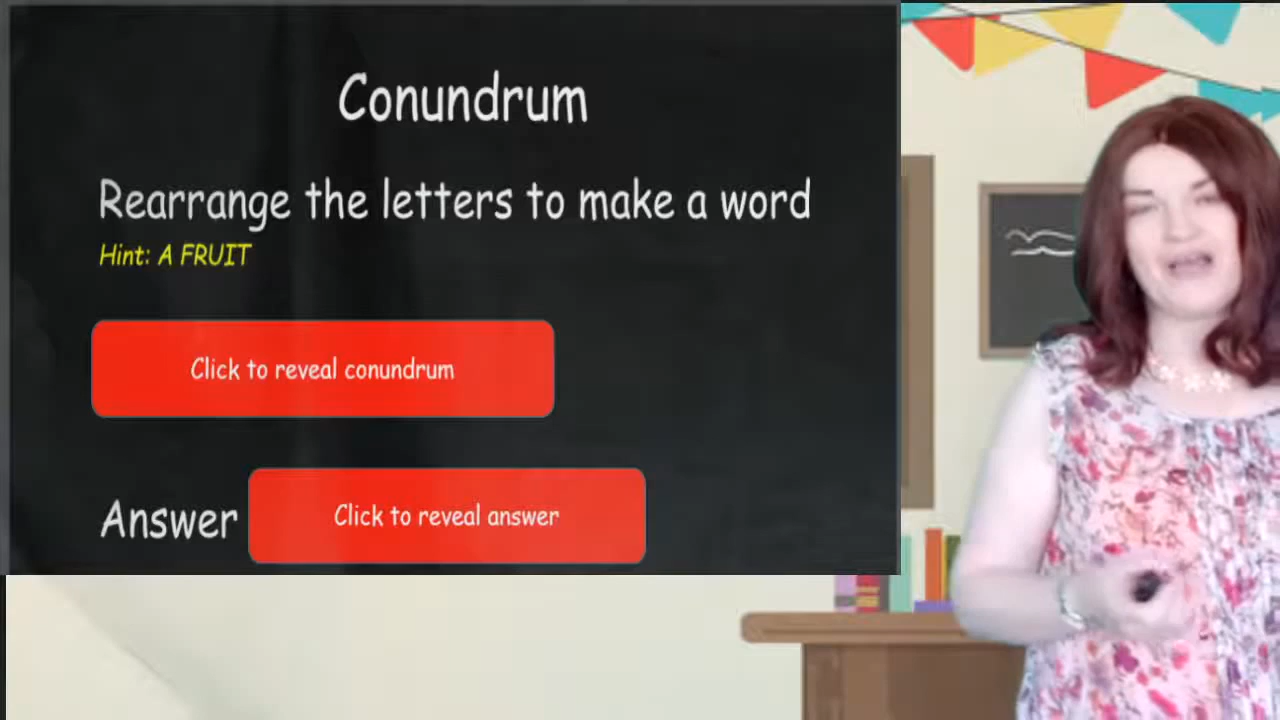 Conundrum
Rearrange the letters to make a word
Hint: A FRUIT
Click to reveal conundrum
Answer
Click to reveal answer